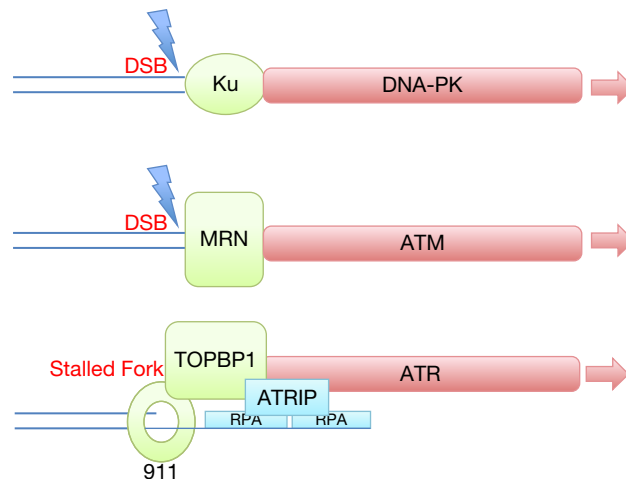 DSB
Ku
DNA-PK
DSB
MRN
ATM
Stalled Fork
TOPBP1
ATR
ATRIP
RPA
RPA
911